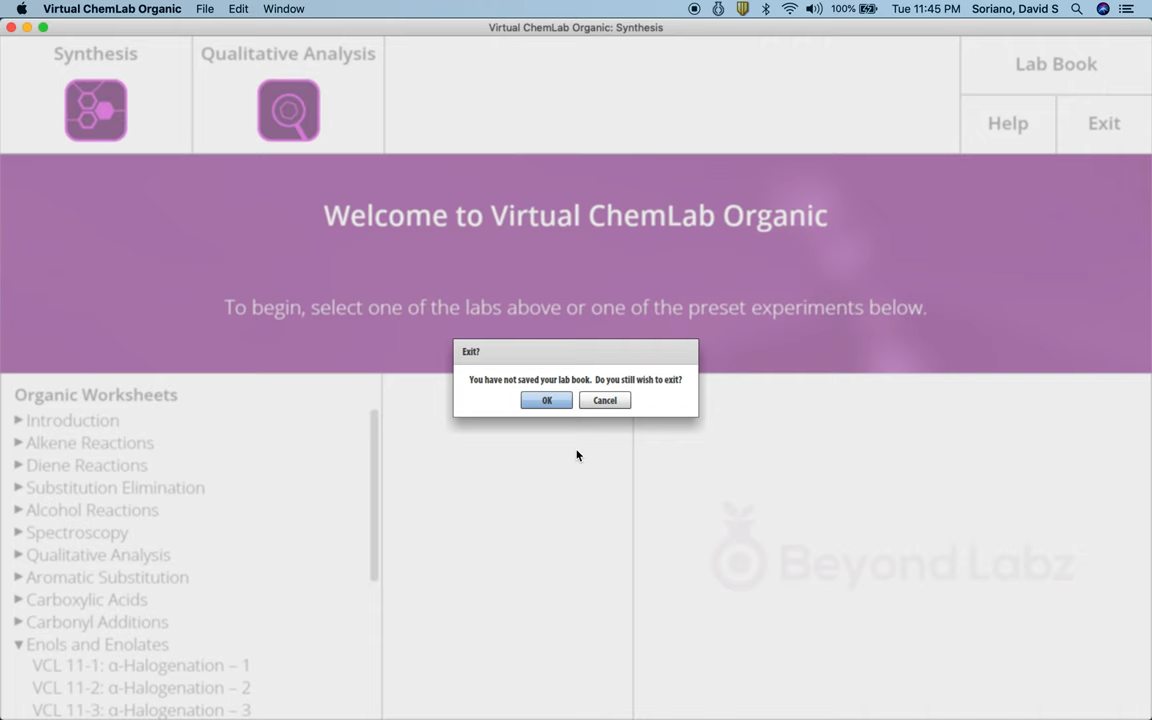 Virtual ChemLab Organic File Edit Window 100% Tue 11:45 PM Soriano, David S
Virtual ChemLab Organic: Synthesis
Synthesis
Qualitative Analysis
Lab Book
Help
Exit
Welcome to Virtual ChemLab Organic
To begin, select one of the labs above or one of the preset experiments below.
Exit?
You have not saved your lab book. Do you still wish to exit?
OK Cancel
Organic Worksheets
Introduction
Alkene Reactions
Diene Reactions
Substitution Elimination
Alcohol Reactions
Spectroscopy
Qualitative Analysis
Aromatic Substitution
Carboxylic Acids
Carbonyl Additions
Enols and Enolates
VCL 11-1: α-Halogenation – 1
VCL 11-2: α-Halogenation – 2
VCL 11-3: α-Halogenation – 3
Beyond Labz